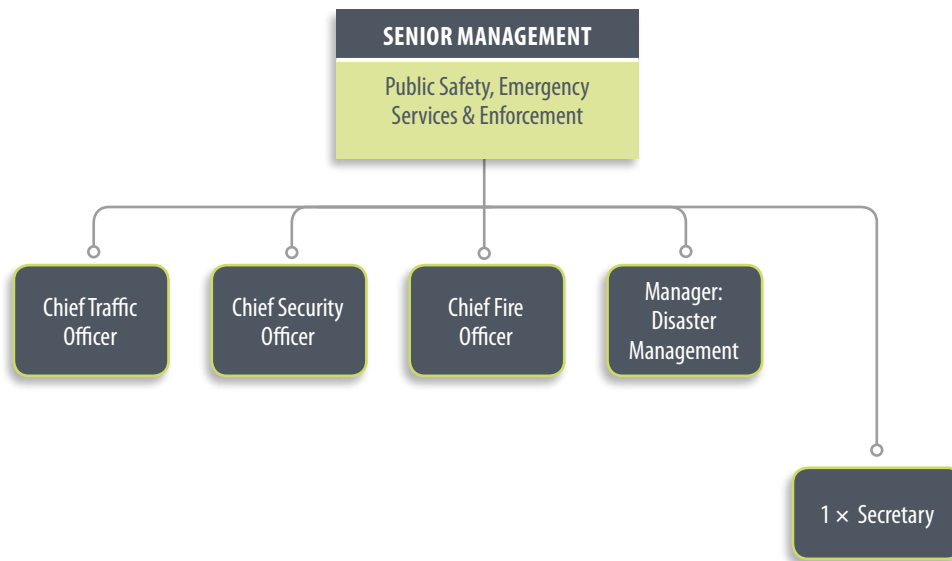 SENIOR MANAGEMENT
Public Safety, Emergency
Services & Enforcement
Chief Traffic
Officer
Chief Security
Officer
Chief Fire
Officer
Manager:
Disaster
Management
1 × Secretary